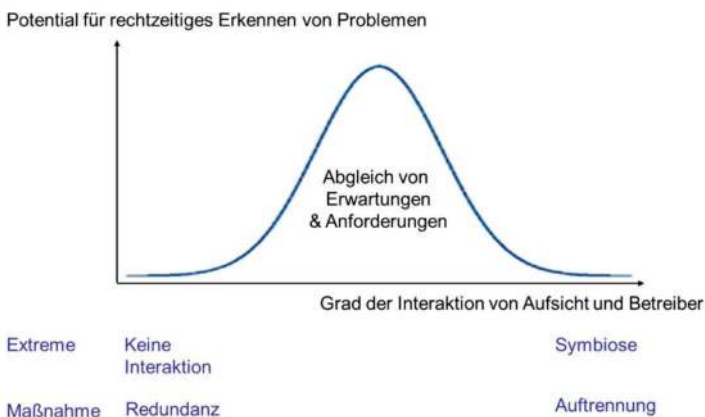 Potential für rechtzeitiges Erkennen von Problemen
Abgleich von
Erwartungen
& Anforderungen
Grad der Interaktion von Aufsicht und Betreiber
Extreme Keine Interaktion Symbiose
Maßnahme Redundanz Auftrennung